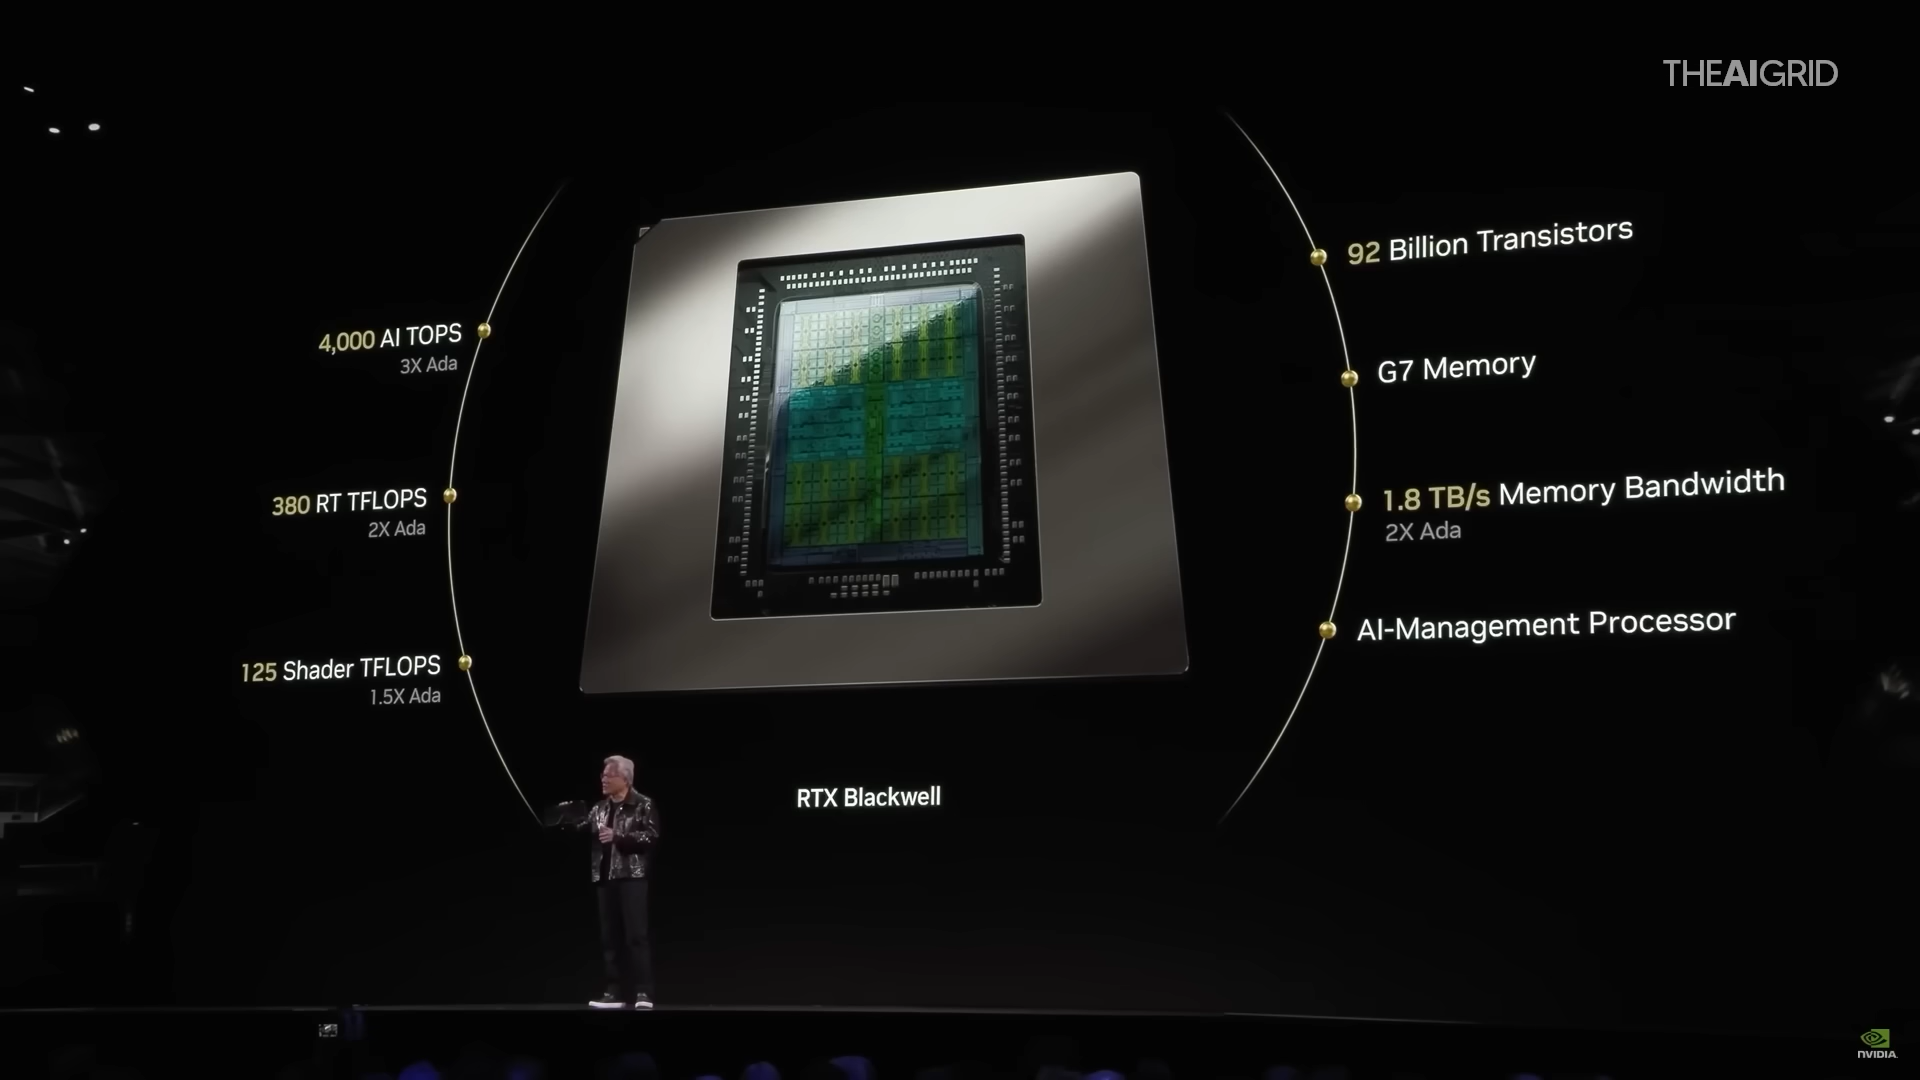 THEAIGRID
4,000 AI TOPS
3X Ada
380 RT TFLOPS
2X Ada
125 Shader TFLOPS
1.5X Ada
92 Billion Transistors
G7 Memory
1.8 TB/s Memory Bandwidth
2X Ada
AI-Management Processor
RTX Blackwell
NVIDIA